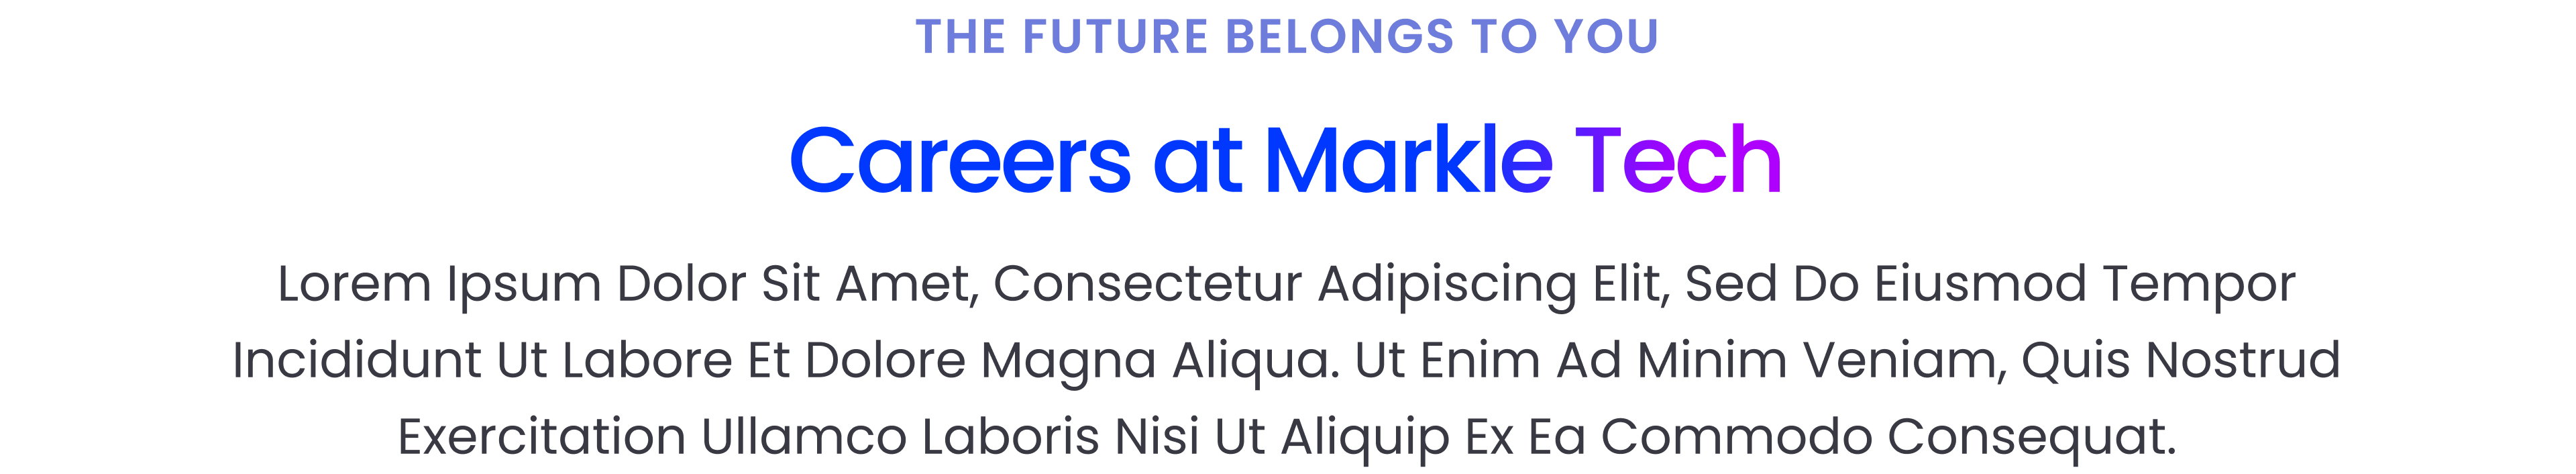 THE FUTURE BELONGS TO YOU
Careers at Markle Tech
Lorem Ipsum Dolor Sit Amet, Consectetur Adipiscing Elit, Sed Do Eiusmod Tempor
Incididunt Ut Labore Et Dolore Magna Aliqua. Ut Enim Ad Minim Veniam, Quis Nostrud
Exercitation Ullamco Laboris Nisi Ut Aliquip Ex Ea Commodo Consequat.